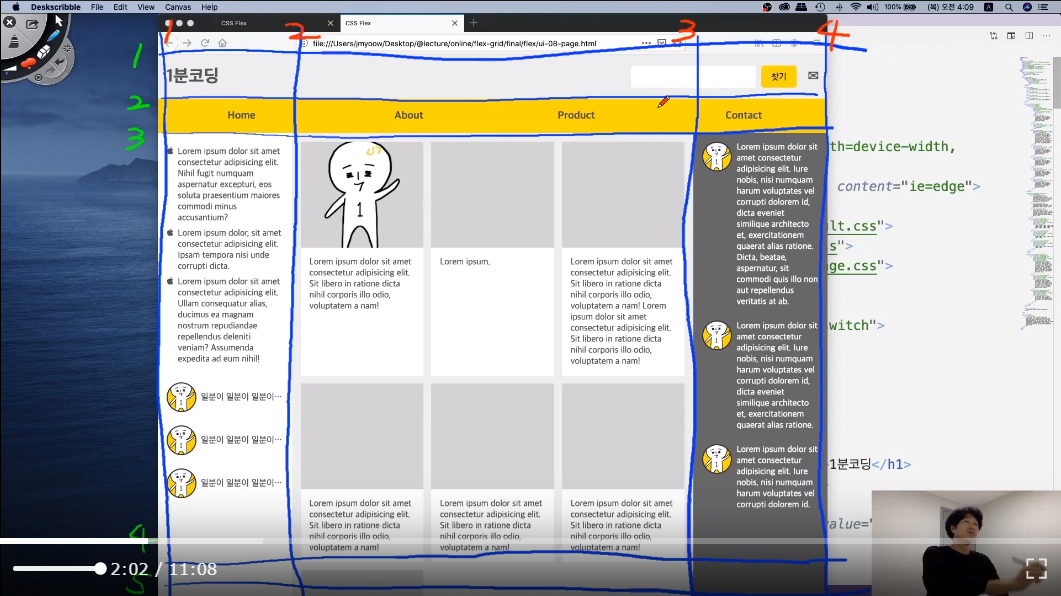 Deskscribble File Edit View Canvas Help 100% (목) 오전 4:09 A
CSS Flex
CSS Flex
file:///Users/jmyoow/Desktop/@lecture/online/flex-grid/final/flex/ui-08-page.html
1 2 3 4
1
2
3
4
5
1분코딩
찾기
Home About Product Contact
Lorem ipsum dolor sit amet
consectetur adipisicing elit.
Nihil fugit numquam
aspernatur excepturi, eos
soluta praesentium maiores
commodi minus
accusantium?
Lorem ipsum dolor, sit amet
consectetur adipisicing elit.
Ipsam tempora nisi unde
corrupti dicta.
Lorem ipsum dolor sit amet
consectetur adipisicing elit.
Ullam consequatur alias,
ducimus ea magnam
nostrum repudiandae
repellendus deleniti
veniam? Assumenda
expedita ad eum nihil!
일분이 일분이 일분이…
일분이 일분이 일분이…
일분이 일분이 일분이…
1
Lorem ipsum dolor sit amet
consectetur adipisicing elit.
Sit libero in ratione dicta
nihil corporis illo odio,
voluptatem a nam!
Lorem ipsum.
Lorem ipsum dolor sit amet
consectetur adipisicing elit.
Sit libero in ratione dicta
nihil corporis illo odio,
voluptatem a nam! Lorem
ipsum dolor sit amet
consectetur adipisicing elit.
Sit libero in ratione dicta
nihil corporis illo odio,
voluptatem a nam!
Lorem ipsum dolor sit amet
consectetur adipisicing elit.
Sit libero in ratione dicta
nihil corporis illo odio,
voluptatem a nam!
Lorem ipsum dolor sit amet
consectetur adipisicing elit.
Sit libero in ratione dicta
nihil corporis illo odio,
voluptatem a nam!
Lorem ipsum dolor sit amet
consectetur adipisicing elit.
Sit libero in ratione dicta
nihil corporis illo odio,
voluptatem a nam!
Lorem ipsum dolor sit
amet consectetur
adipisicing elit. Iure
nobis, nisi numquam
harum voluptates vel
corrupti dolorem id,
dicta eveniet
similique architecto
et, exercitationem
quaerat alias ratione.
Dicta, beatae,
aspernatur, sit
commodi quis illo non
aut repellendus
veritatis at ab.
Lorem ipsum dolor sit
amet consectetur
adipisicing elit. Iure
nobis, nisi numquam
harum voluptates vel
corrupti dolorem id,
dicta eveniet
similique architecto
et, exercitationem
quaerat alias ratione.
Lorem ipsum dolor sit
amet consectetur
adipisicing elit. Iure
nobis, nisi numquam
harum voluptates vel
corrupti dolorem id.
th=device-width,
content="ie=edge">
lt.css">
s">
ge.css">
witch">
1분코딩</h1>
value="
2:02 / 11:08